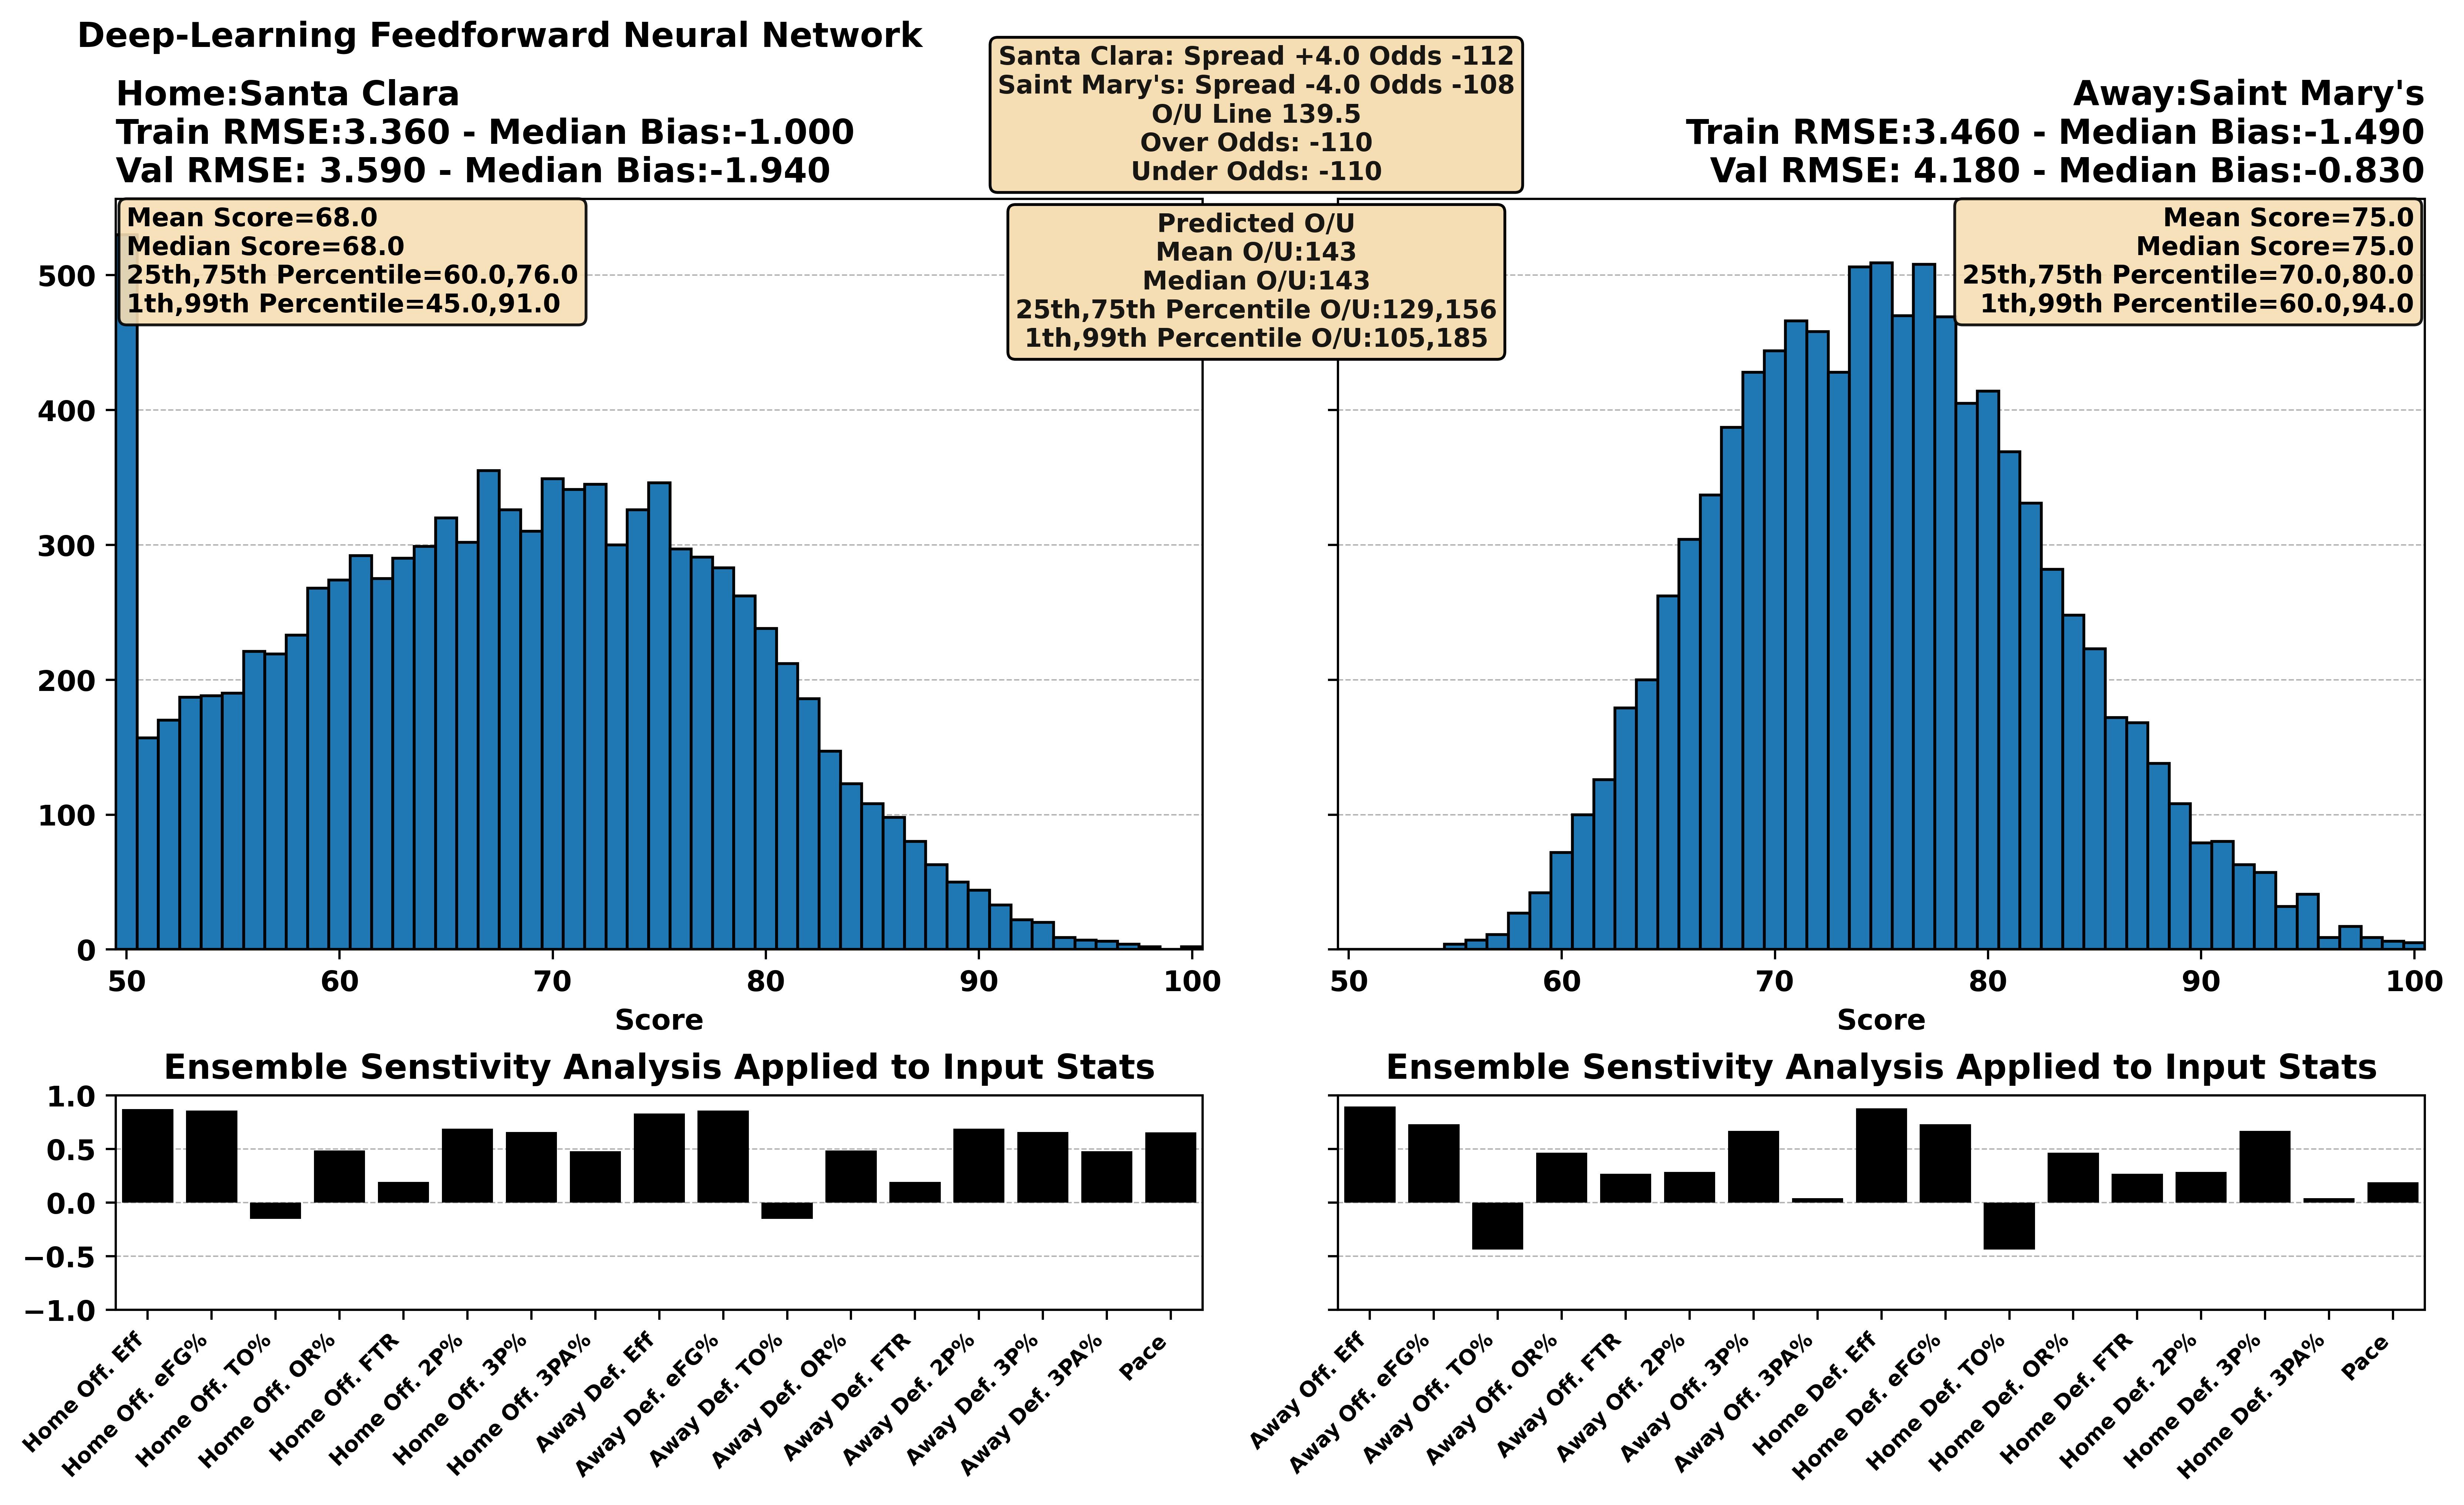 Deep-Learning Feedforward Neural Network
Home:Santa Clara
Train RMSE:3.360 - Median Bias:-1.000
Val RMSE: 3.590 - Median Bias:-1.940
Santa Clara: Spread +4.0 Odds -112
Saint Mary's: Spread -4.0 Odds -108
O/U Line 139.5
Over Odds: -110
Under Odds: -110
Away:Saint Mary's
Train RMSE:3.460 - Median Bias:-1.490
Val RMSE: 4.180 - Median Bias:-0.830
Mean Score=68.0
Median Score=68.0
25th,75th Percentile=60.0,76.0
1th,99th Percentile=45.0,91.0
Predicted O/U
Mean O/U:143
Median O/U:143
25th,75th Percentile O/U:129,156
1th,99th Percentile O/U:105,185
Mean Score=75.0
Median Score=75.0
25th,75th Percentile=70.0,80.0
1th,99th Percentile=60.0,94.0
500
400
300
200
100
0
50 60 70 80 90 100
Score
50 60 70 80 90 100
Score
Ensemble Senstivity Analysis Applied to Input Stats
1.0
0.5
0.0
−0.5
−1.0
Home Off. Eff
Home Off. eFG%
Home Off. TO%
Home Off. OR%
Home Off. FTR
Home Off. 2P%
Home Off. 3P%
Home Off. 3PA%
Away Def. Eff
Away Def. eFG%
Away Def. TO%
Away Def. OR%
Away Def. FTR
Away Def. 2P%
Away Def. 3P%
Away Def. 3PA%
Pace
Ensemble Senstivity Analysis Applied to Input Stats
Away Off. Eff
Away Off. eFG%
Away Off. TO%
Away Off. OR%
Away Off. FTR
Away Off. 2P%
Away Off. 3P%
Away Off. 3PA%
Home Def. Eff
Home Def. eFG%
Home Def. TO%
Home Def. OR%
Home Def. FTR
Home Def. 2P%
Home Def. 3P%
Home Def. 3PA%
Pace